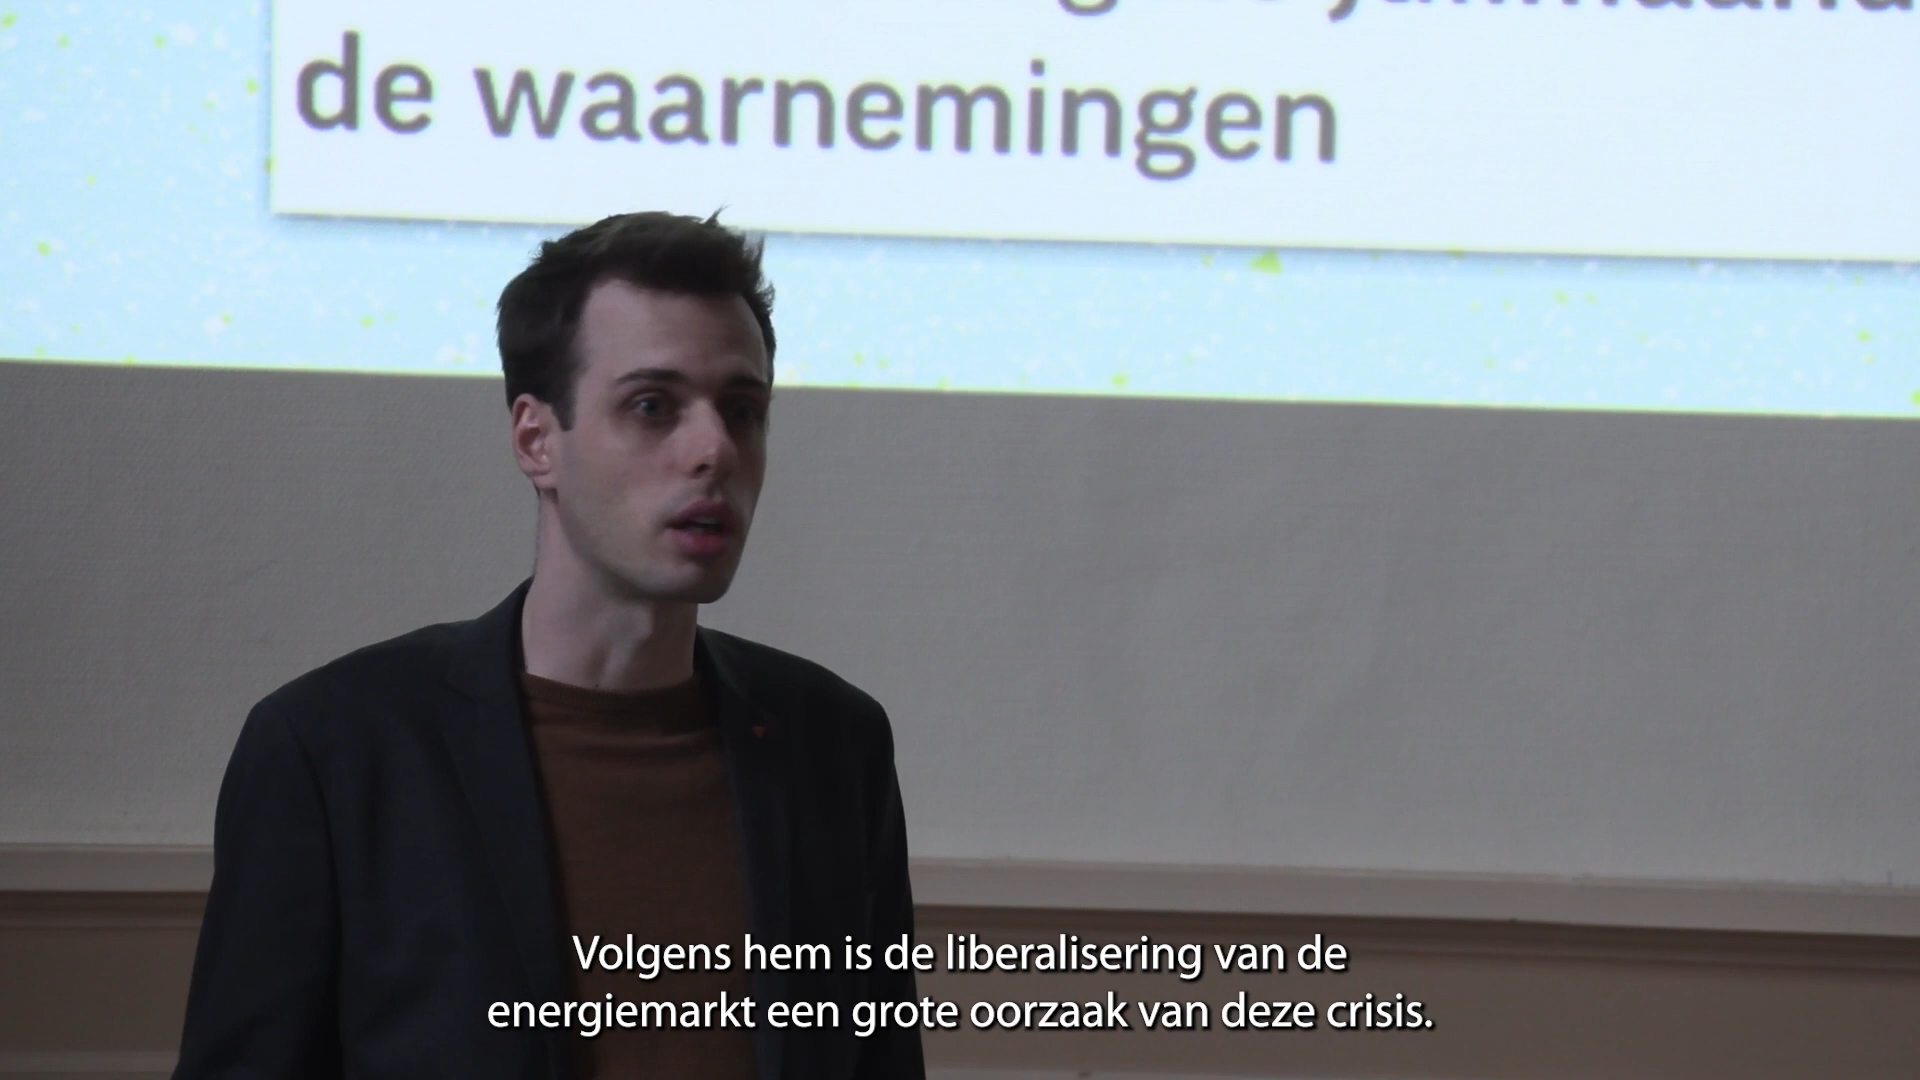 de waarnemingen
Volgens hem is de liberalisering van de
energiemarkt een grote oorzaak van deze crisis.